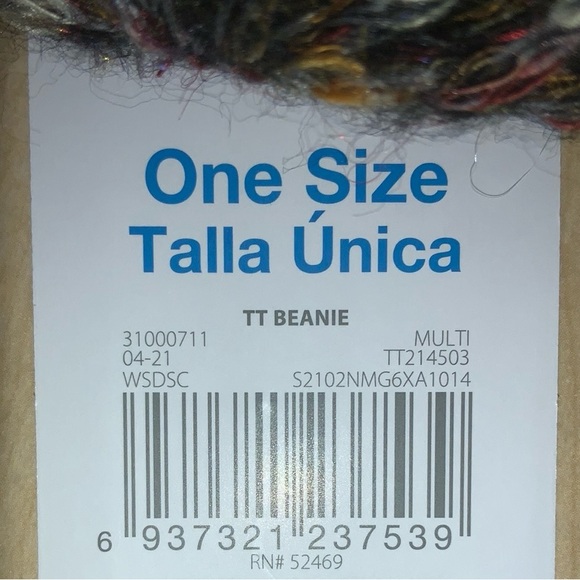 One Size
Talla Única
TT BEANIE
31000711 MULTI
04-21 TT214503
WSDSC S2102NMG6XA1014
6 937321 237539
RN# 52469